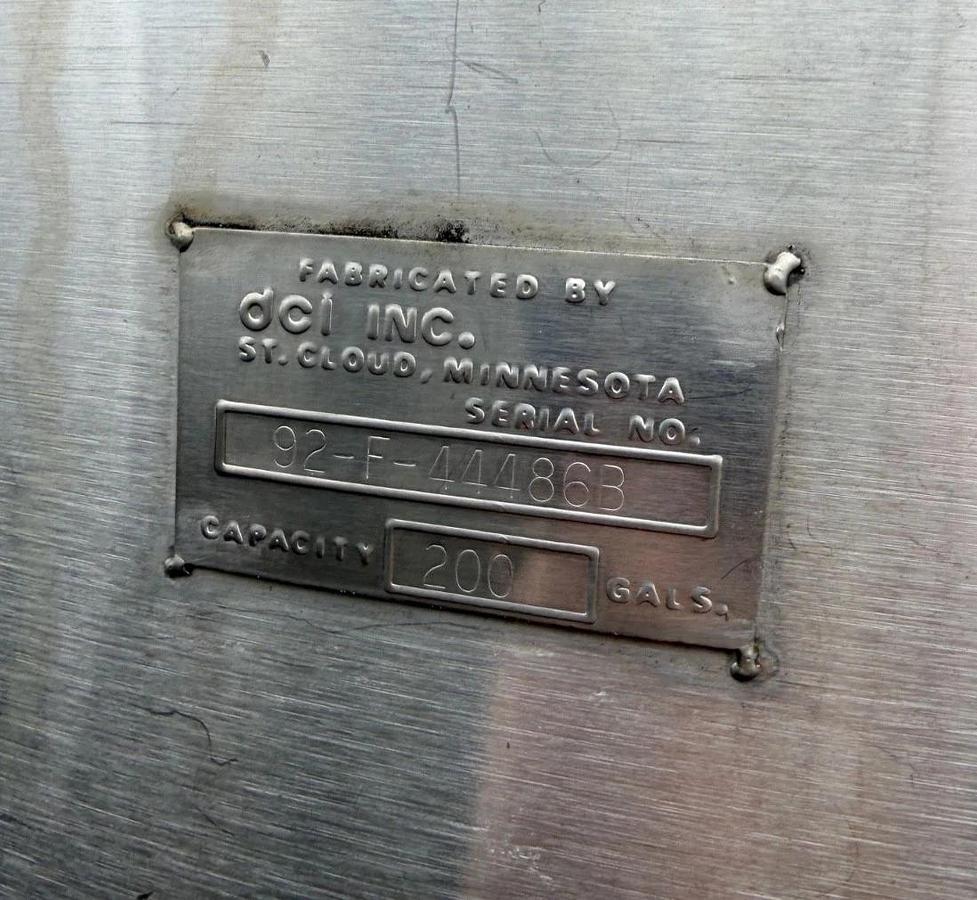 FABRICATED BY
dci INC.
ST. CLOUD, MINNESOTA
SERIAL NO.
92-F-44486B
CAPACITY 200 GALS.